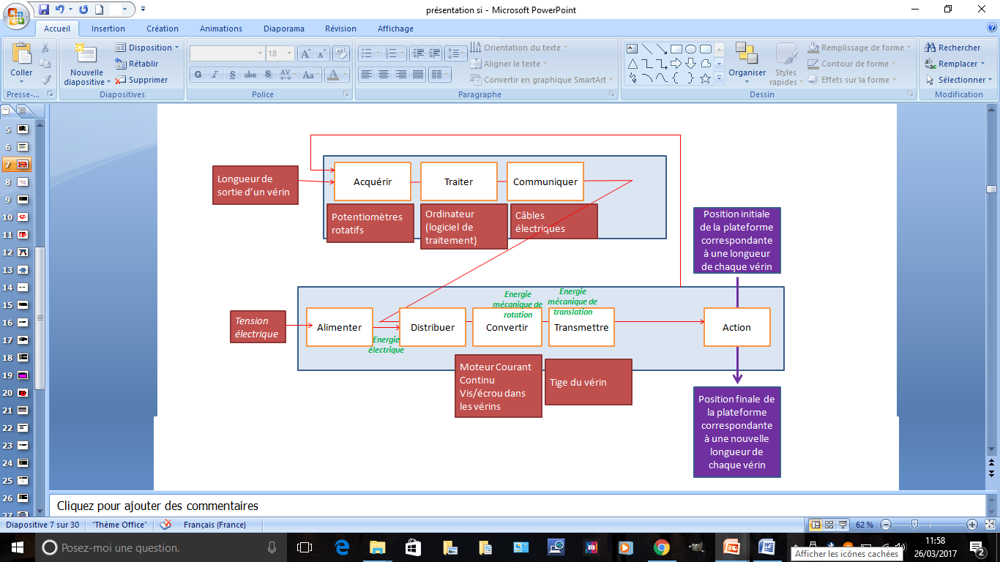 présentation si - Microsoft PowerPoint
Accueil Insertion Création Animations Diaporama Révision Affichage
Coller
Presse-...
Nouvelle diapositive
Disposition
Rétablir
Supprimer
Diapositives
18
G I S abc S AV Aa A
Police
Orientation du texte
Aligner le texte
Convertir en graphique SmartArt
Paragraphe
Organiser
Styles rapides
Remplissage de forme
Contour de forme
Effets sur la forme
Dessin
Rechercher
Remplacer
Sélectionner
Modification
5
6
7
8
9
10
11
12
13
14
15
16
17
18
19
20
21
22
23
24
25
26
27
Longueur de
sortie d'un vérin
Acquérir
Traiter
Communiquer
Potentiomètres
rotatifs
Ordinateur
(logiciel de
traitement)
Câbles
électriques
Position initiale
de la plateforme
correspondante
à une longueur
de chaque vérin
Tension
électrique
Alimenter
Energie
électrique
Distribuer
Energie
mécanique de
rotation
Convertir
Energie
mécanique de
translation
Transmettre
Action
Moteur Courant
Continu
Vis/écrou dans
les vérins
Tige du vérin
Position finale de
la plateforme
correspondante
à une nouvelle
longueur de
chaque vérin
Cliquez pour ajouter des commentaires
Diapositive 7 sur 30 "Thème Office" Français (France) 62 %
Posez-moi une question.
Afficher les icônes cachées
11:58
26/03/2017
2